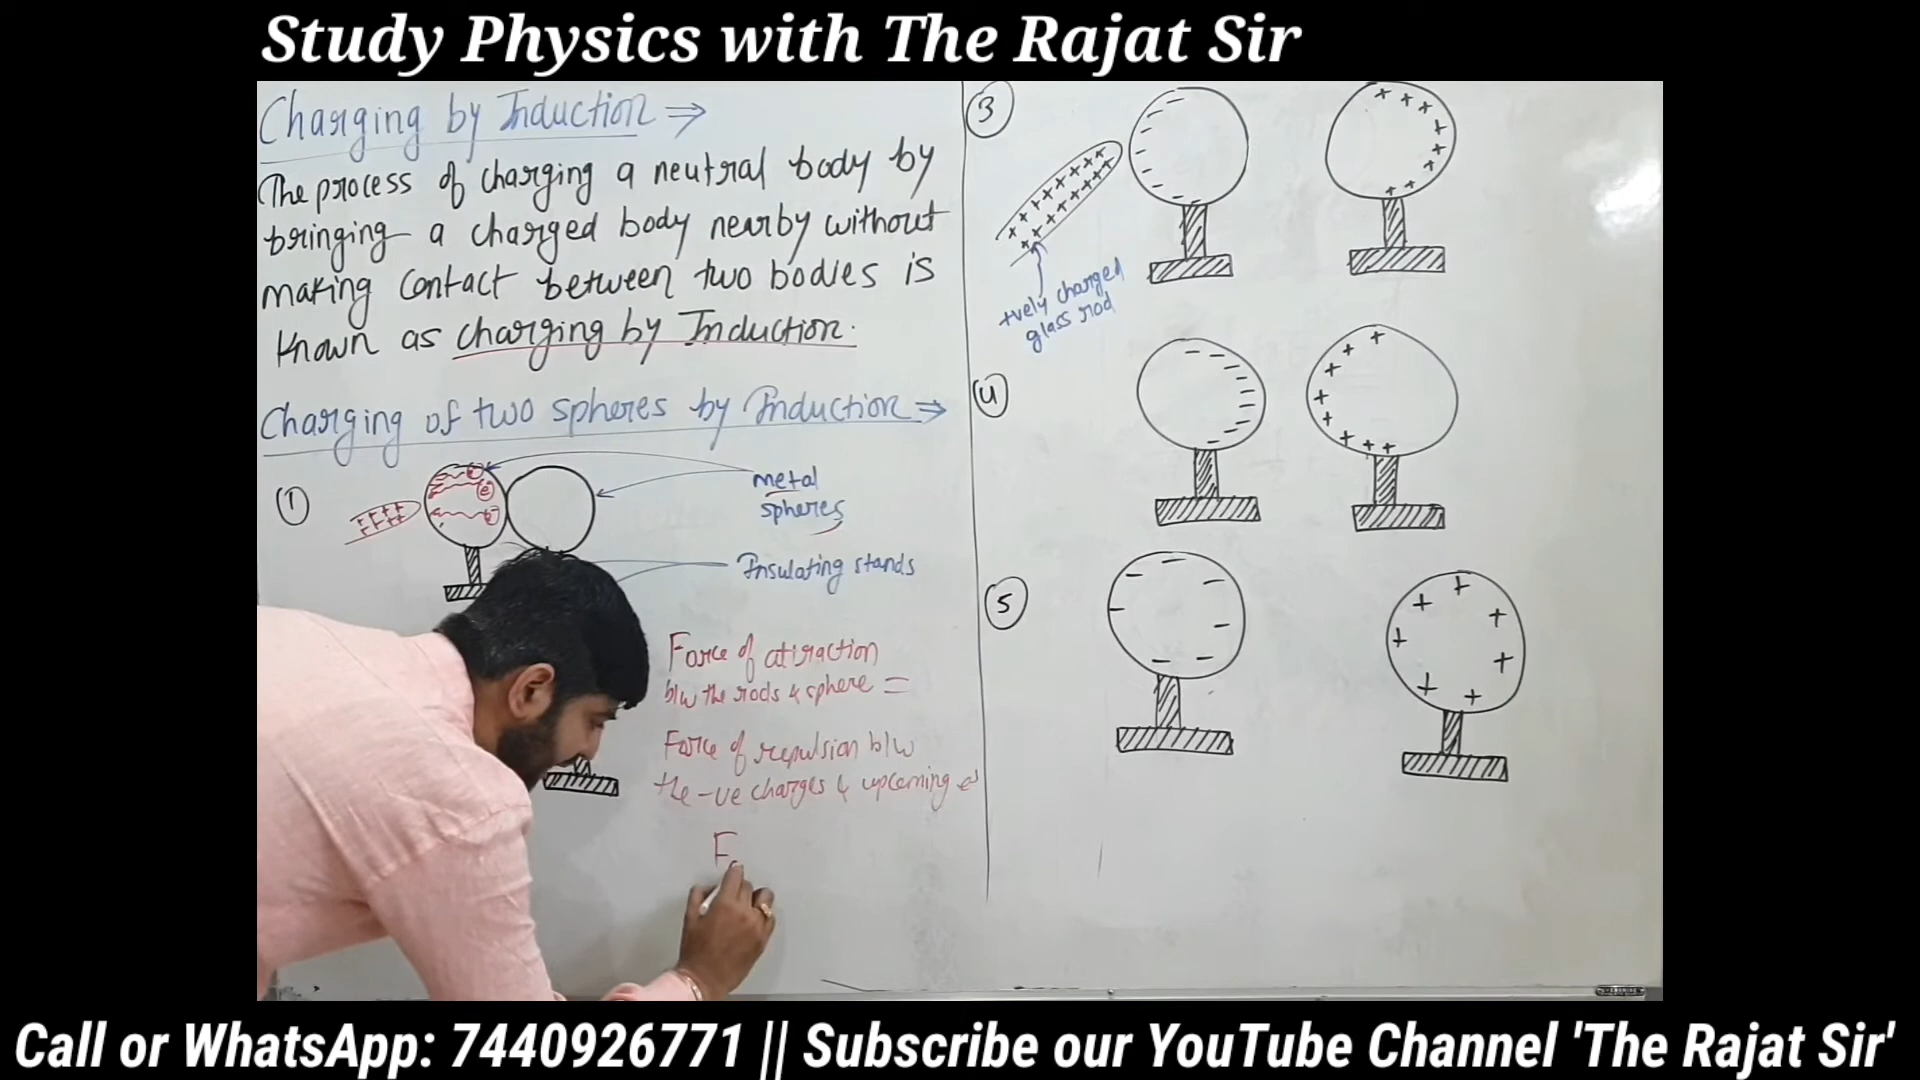 Study Physics with The Rajat Sir
Charging by Induction ⇒
The process of charging a neutral body by
bringing a charged body nearby without
making contact between two bodies is
known as charging by Induction.
Charging of two spheres by Induction ⇒
1
metal
spheres
Insulating stands
Force of attraction
b/w the rods & sphere =
Force of repulsion b/w
the -ve charges & upcoming e⁻s
F
3
+vely charged
glass rod
4
5
Call or WhatsApp: 7440926771 || Subscribe our YouTube Channel 'The Rajat Sir'